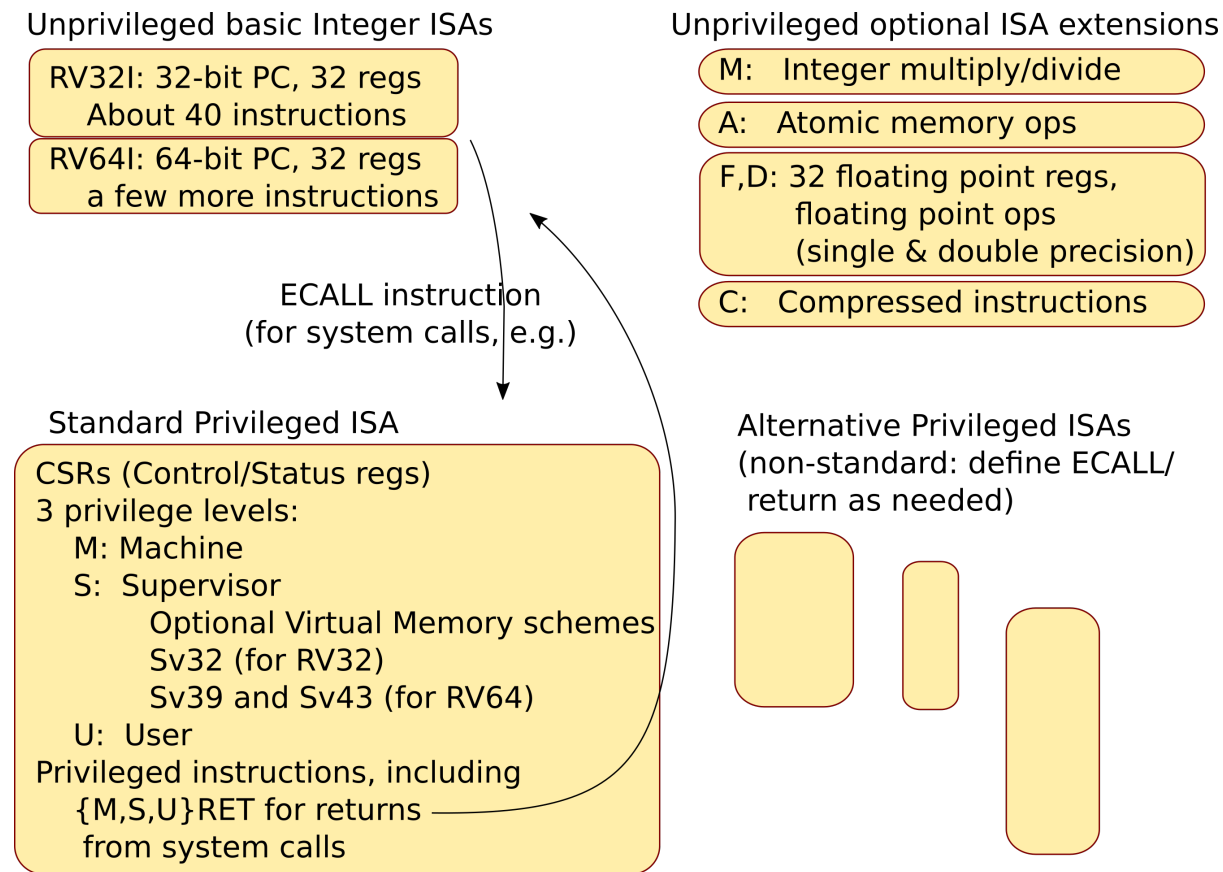 Unprivileged basic Integer ISAs
RV32I: 32-bit PC, 32 regs
About 40 instructions
RV64I: 64-bit PC, 32 regs
a few more instructions
ECALL instruction
(for system calls, e.g.)
Standard Privileged ISA
CSRs (Control/Status regs)
3 privilege levels:
M: Machine
S: Supervisor
Optional Virtual Memory schemes
Sv32 (for RV32)
Sv39 and Sv43 (for RV64)
U: User
Privileged instructions, including
{M,S,U}RET for returns
from system calls
Unprivileged optional ISA extensions
M: Integer multiply/divide
A: Atomic memory ops
F,D: 32 floating point regs,
floating point ops
(single & double precision)
C: Compressed instructions
Alternative Privileged ISAs
(non-standard: define ECALL/
return as needed)